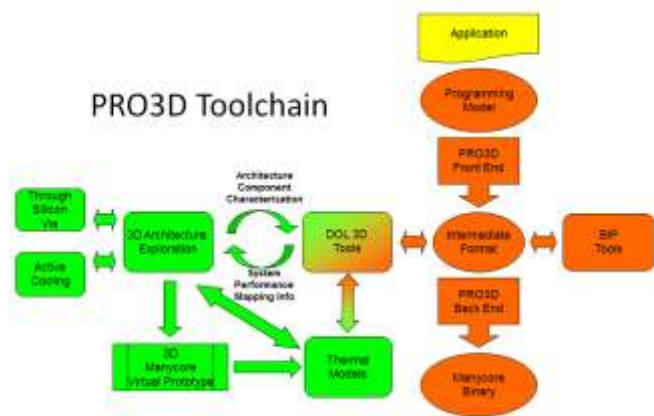 Application
PRO3D Toolchain
Programming
Model
PRO3D
Front End
Architecture
Component
Characterization
Through
Silicon
Via
3D Architecture
Exploration
DOL 3D
Tools
Intermediate
Format
BIP
Tools
Active
Cooling
System
Performance
Mapping Info
PRO3D
Back End
3D
Manycore
Virtual Prototype
Thermal
Models
Manycore
Binary